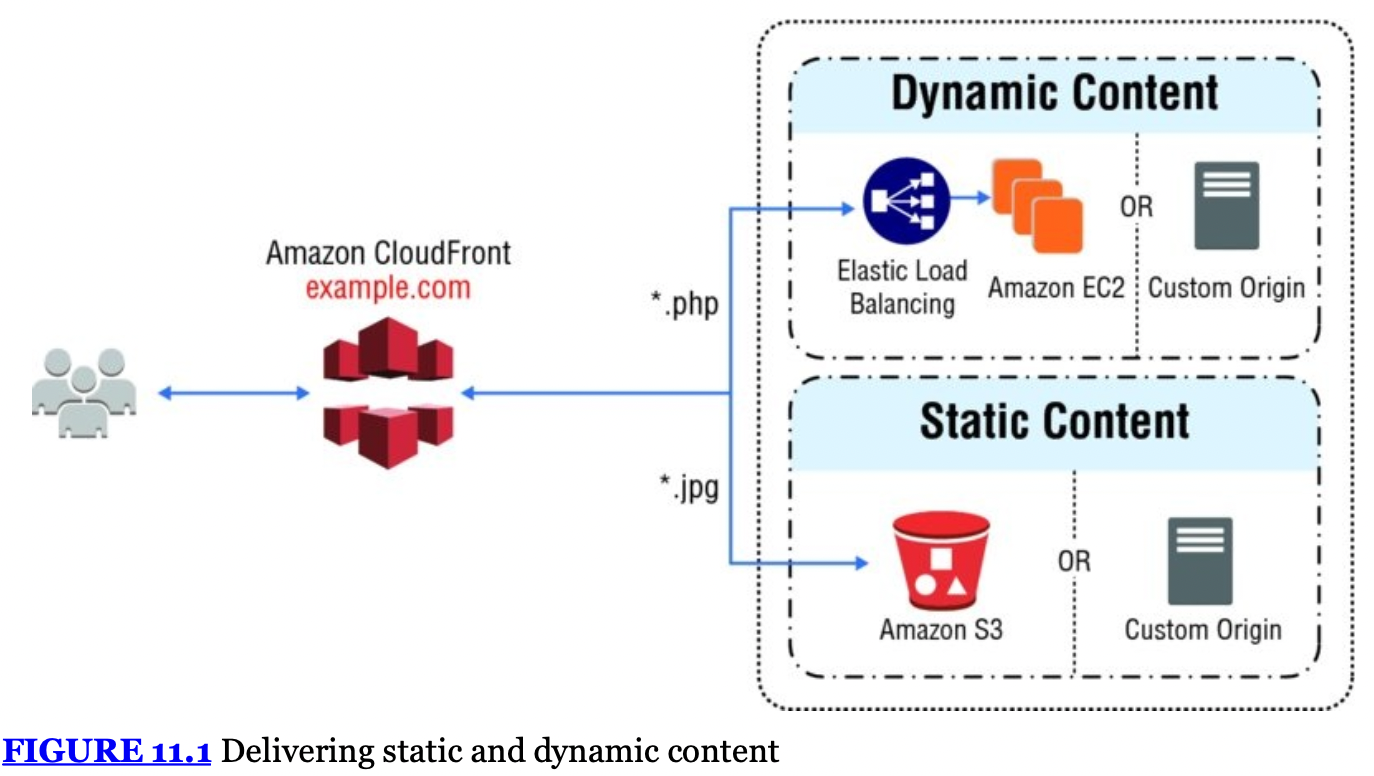 Dynamic Content
Amazon CloudFront
example.com
*.php
Elastic Load
Balancing
Amazon EC2
OR
Custom Origin
Static Content
*.jpg
Amazon S3
OR
Custom Origin
FIGURE 11.1 Delivering static and dynamic content